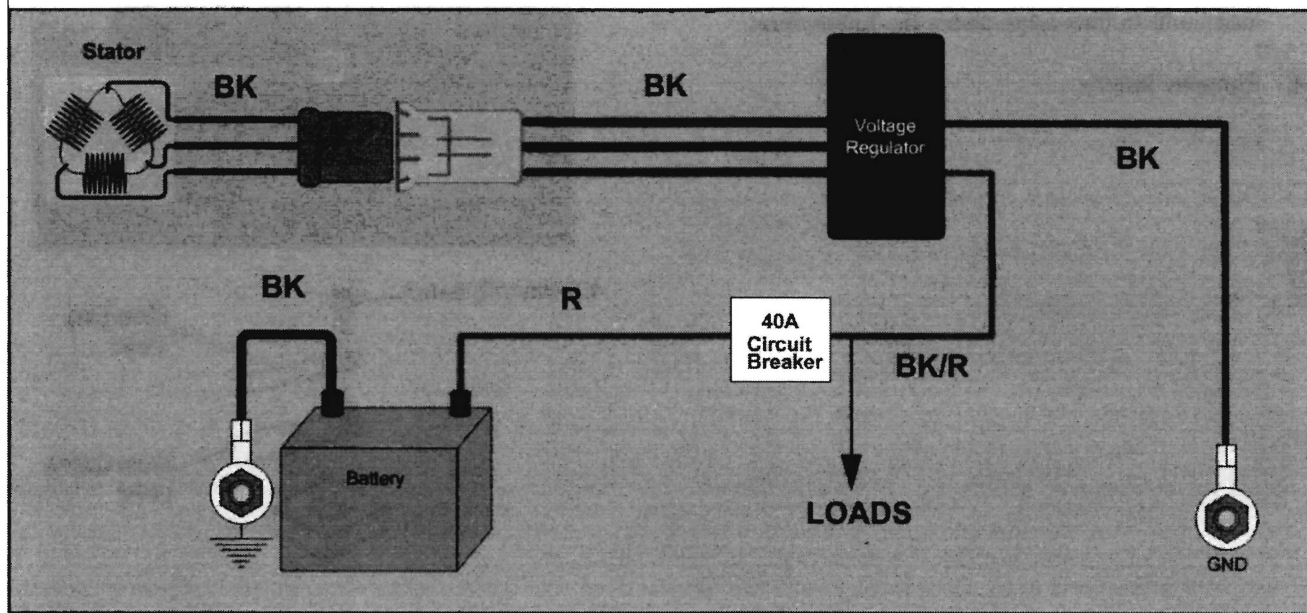 Stator
BK
BK
Voltage
Regulator
BK
BK
R
40A
Circuit
Breaker
BK/R
Battery
LOADS
GND